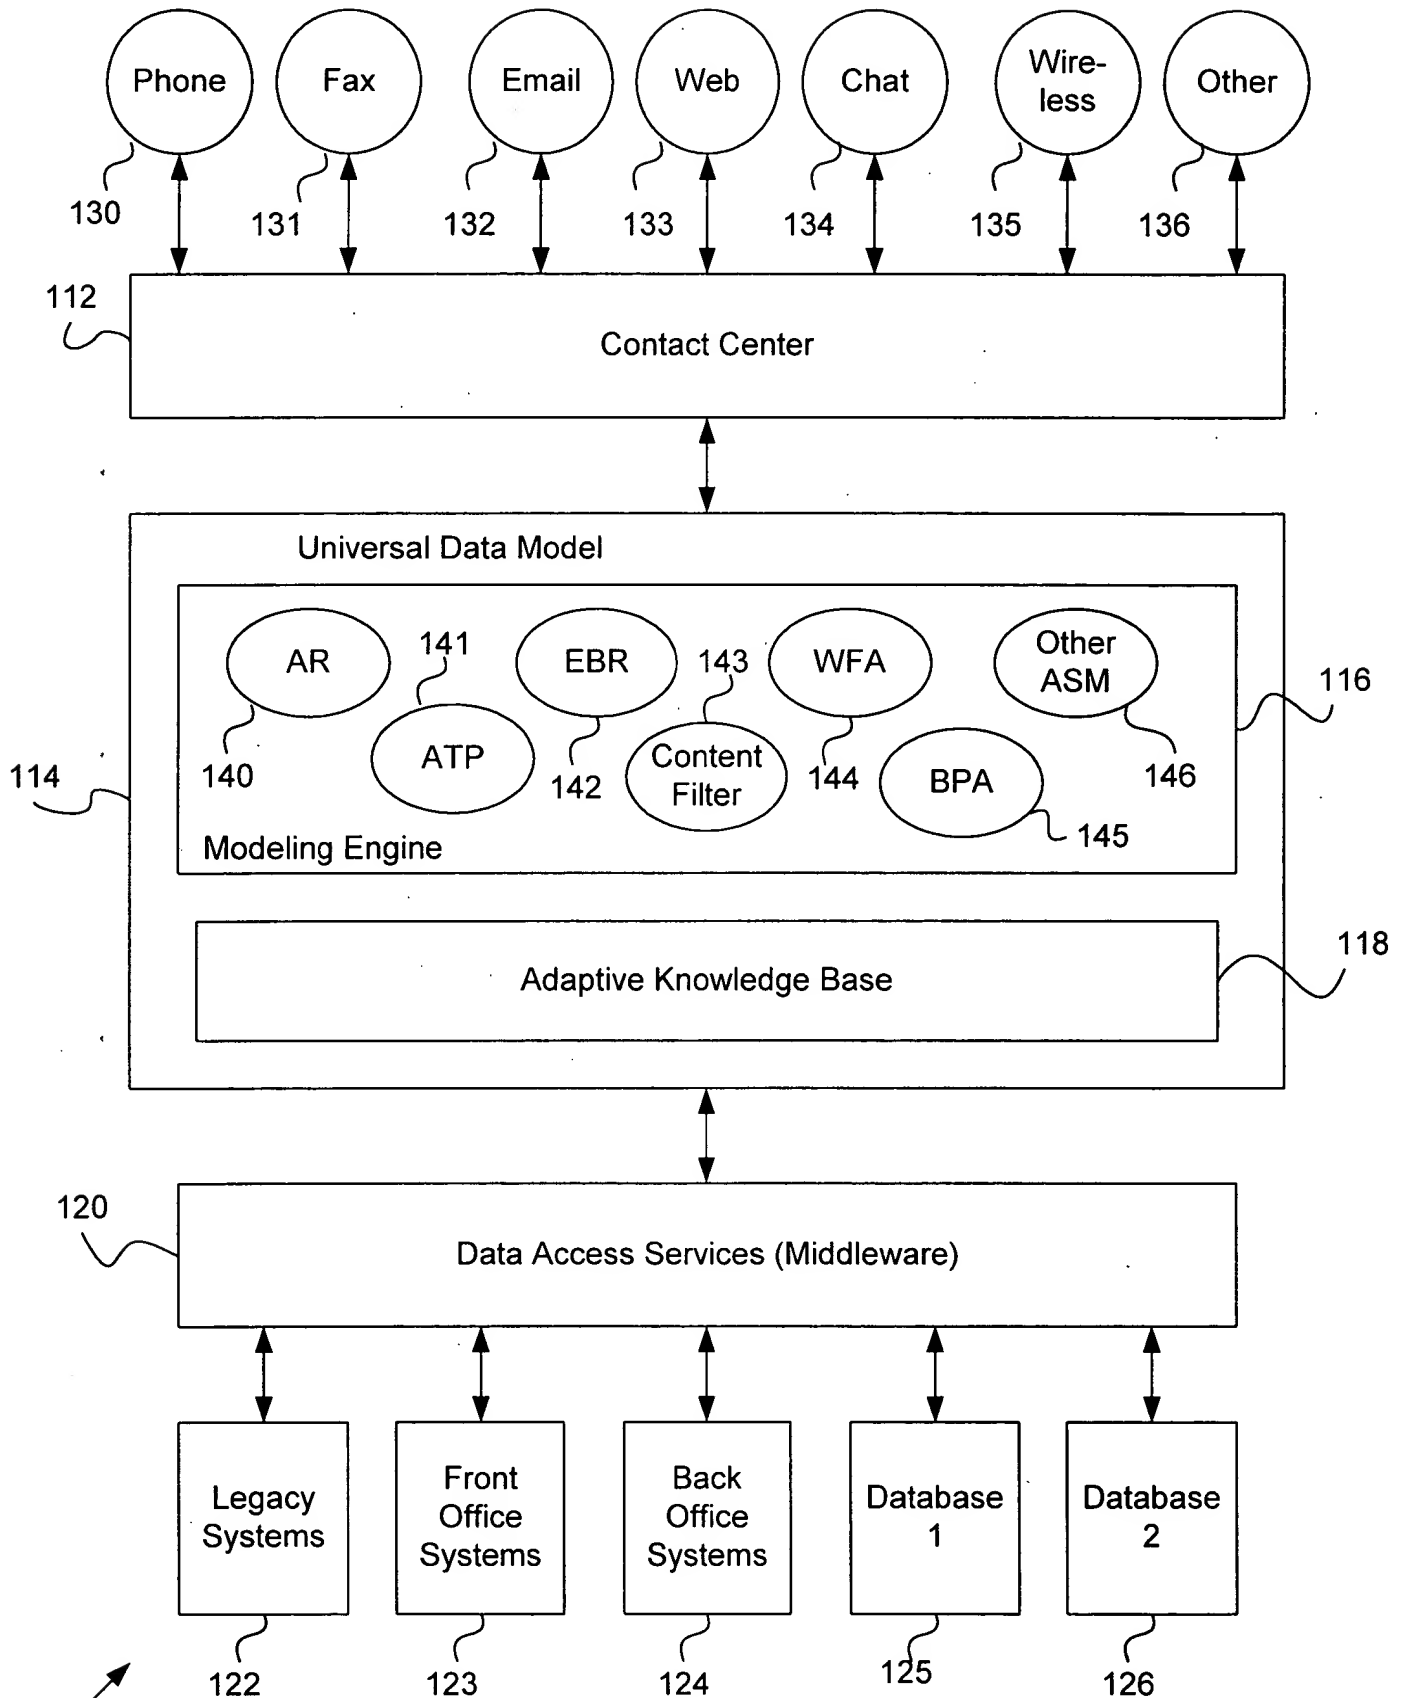 Phone
Fax
Email
Web
Chat
Wire-
less
Other
130
131
132
133
134
135
136
112
Contact Center
Universal Data Model
AR
141
EBR
143
WFA
Other
ASM
116
114
140
ATP
142
Content
Filter
144
BPA
146
145
Modeling Engine
118
Adaptive Knowledge Base
120
Data Access Services (Middleware)
Legacy
Systems
Front
Office
Systems
Back
Office
Systems
Database
1
Database
2
122
123
124
125
126